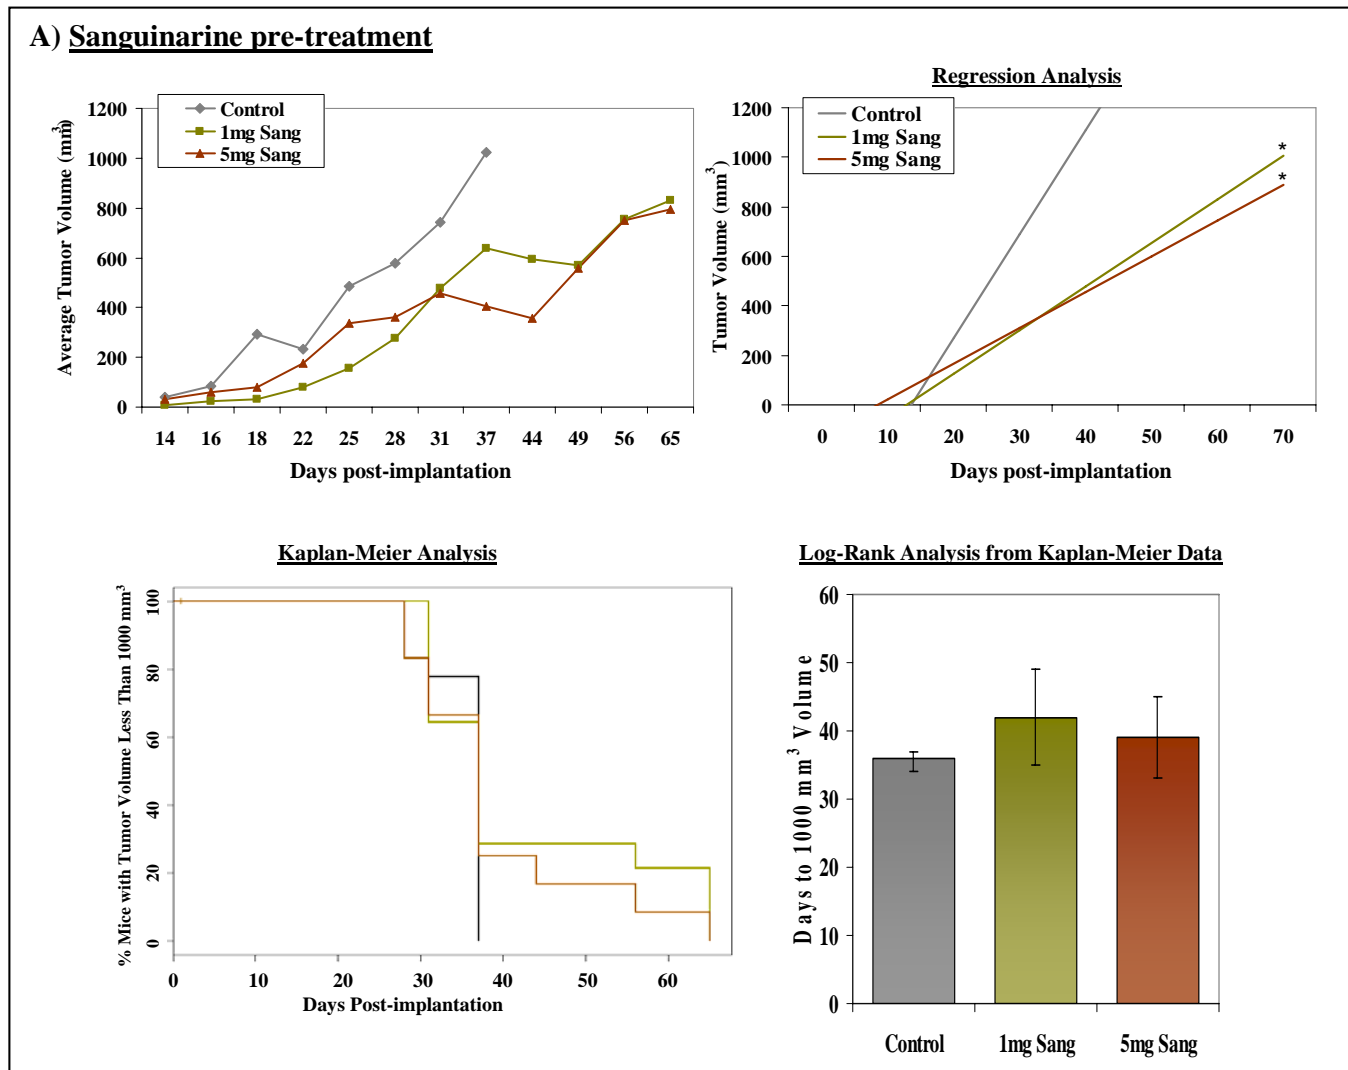 A) Sanguinarine pre-treatment
Average Tumor Volume (mm³)
1200
1000
800
600
400
200
0
Control
1mg Sang
5mg Sang
14 16 18 22 25 28 31 37 44 49 56 65
Days post-implantation
Regression Analysis
Tumor Volume (mm³)
1200
1000
800
600
400
200
0
Control
1mg Sang
5mg Sang
*
*
0 10 20 30 40 50 60 70
Days post-implantation
Kaplan-Meier Analysis
% Mice with Tumor Volume Less Than 1000 mm³
100
80
60
40
20
0
0 10 20 30 40 50 60
Days Post-implantation
Log-Rank Analysis from Kaplan-Meier Data
Days to 1000 mm³ Volume
60
50
40
30
20
10
0
Control 1mg Sang 5mg Sang